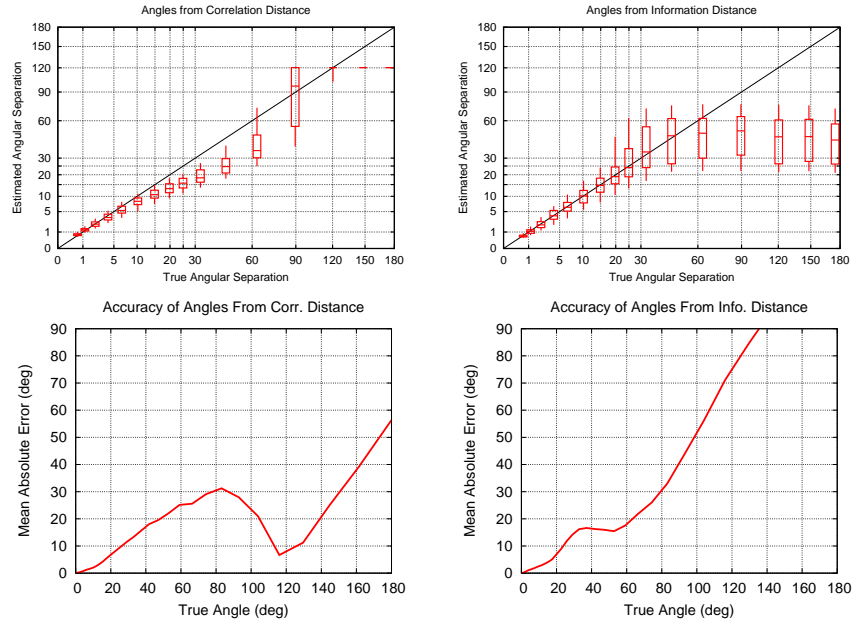 Angles from Correlation Distance
180
150
120
90
60
30
20
10
5
1
0
0 1 5 10 20 30 60 90 120 150 180
Estimated Angular Separation
True Angular Separation
Angles from Information Distance
180
150
120
90
60
30
20
10
5
1
0
0 1 5 10 20 30 60 90 120 150 180
Estimated Angular Separation
True Angular Separation
Accuracy of Angles From Corr. Distance
90
80
70
60
50
40
30
20
10
0
0 20 40 60 80 100 120 140 160 180
Mean Absolute Error (deg)
True Angle (deg)
Accuracy of Angles From Info. Distance
90
80
70
60
50
40
30
20
10
0
0 20 40 60 80 100 120 140 160 180
Mean Absolute Error (deg)
True Angle (deg)